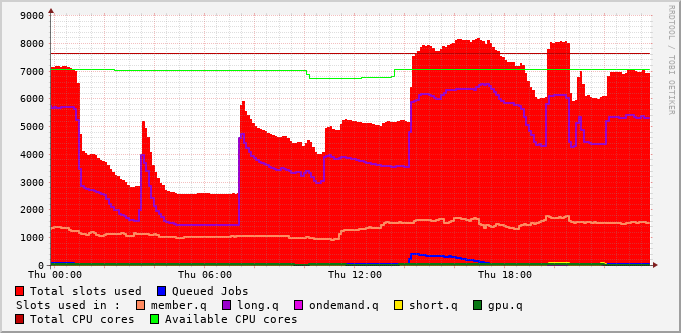 9000
8000
7000
6000
5000
4000
3000
2000
1000
0
Thu 00:00 Thu 06:00 Thu 12:00 Thu 18:00
Total slots used Queued Jobs
Slots used in : member.q long.q ondemand.q short.q gpu.q
Total CPU cores Available CPU cores
RRDTOOL / TOBI OETIKER